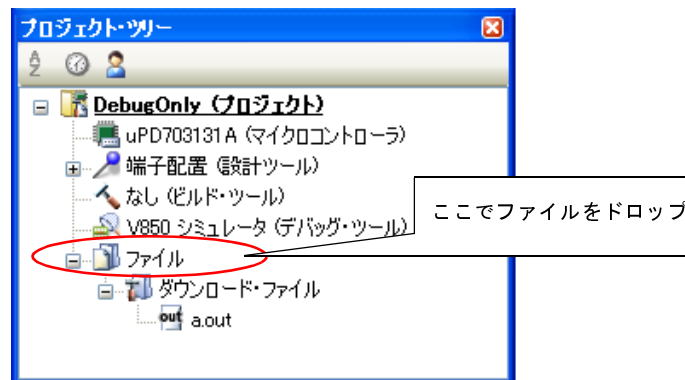 プロジェクト・ツリー
DebugOnly (プロジェクト)
uPD703131A (マイクロコントローラ)
端子配置 (設計ツール)
なし (ビルド・ツール)
ここでファイルをドロップ
V850 シミュレータ (デバッグ・ツール)
ファイル
ダウンロード・ファイル
out a.out